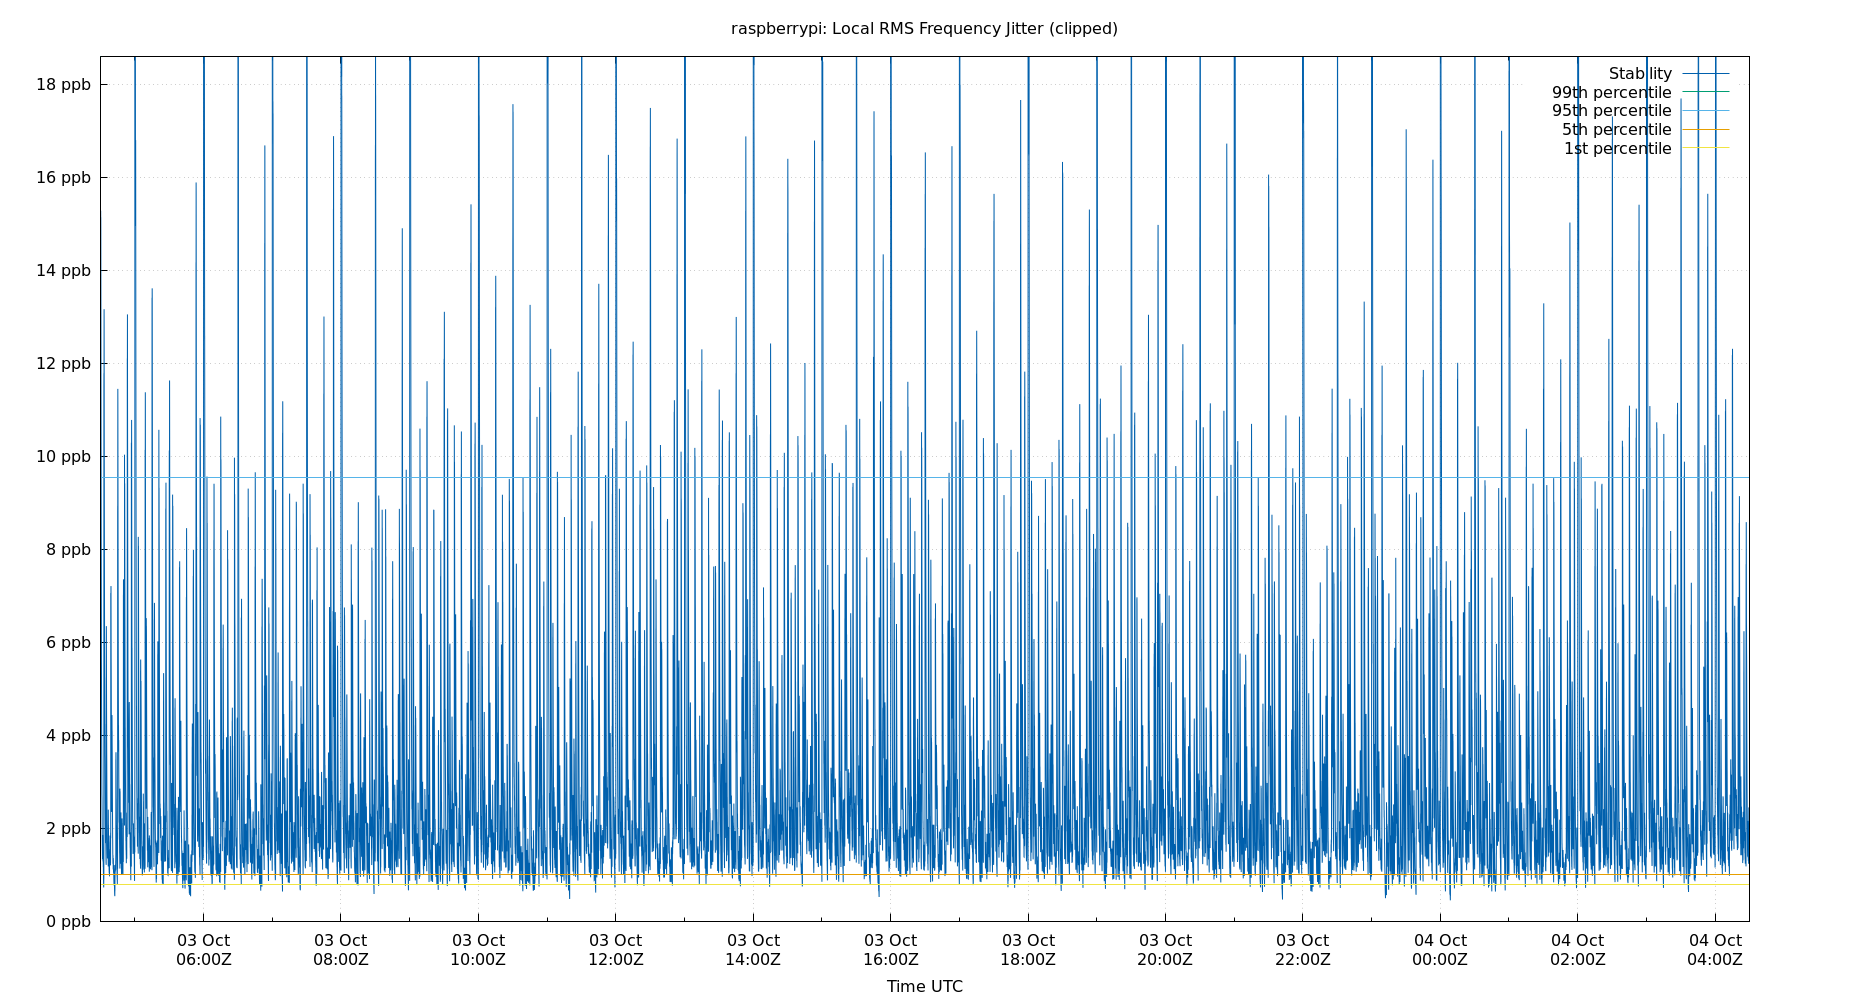 raspberrypi: Local RMS Frequency Jitter (clipped)
18 ppb
16 ppb
14 ppb
12 ppb
10 ppb
8 ppb
6 ppb
4 ppb
2 ppb
0 ppb
Stability
99th percentile
95th percentile
5th percentile
1st percentile
03 Oct 03 Oct 03 Oct 03 Oct 03 Oct 03 Oct 03 Oct 03 Oct 03 Oct 04 Oct 04 Oct 04 Oct
06:00Z 08:00Z 10:00Z 12:00Z 14:00Z 16:00Z 18:00Z 20:00Z 22:00Z 00:00Z 02:00Z 04:00Z
Time UTC